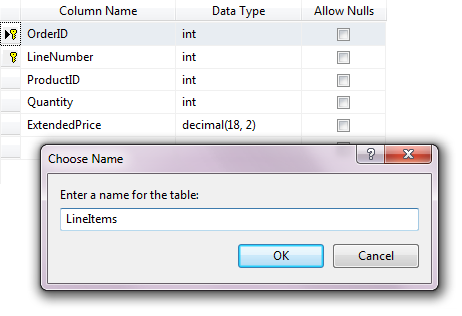 Column Name Data Type Allow Nulls
OrderID int
LineNumber int
ProductID int
Quantity int
ExtendedPrice decimal(18, 2)
Choose Name
Enter a name for the table:
LineItems
OK Cancel